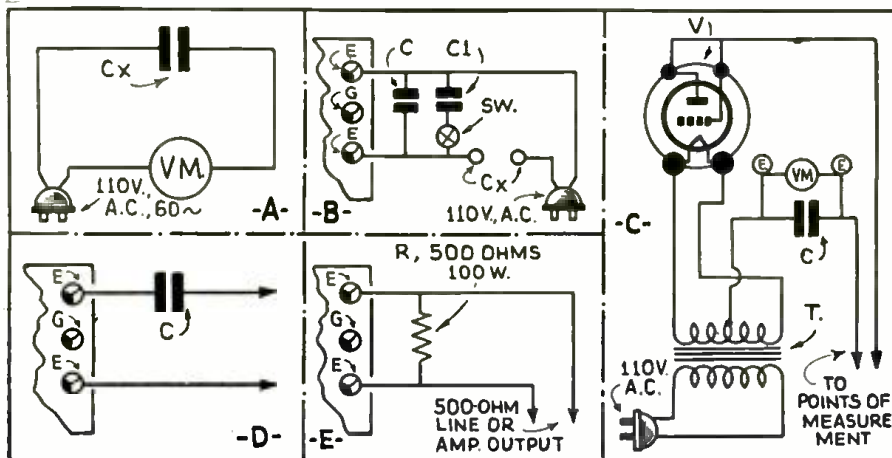 Cx
VM.
110V.,
A.C., 60~
-A-
E
G
E
C
C1
SW.
Cx
110V., A.C.
-B-
V
E
VM
E
C
-C-
T.
110V.
A.C.
TO
POINTS OF
MEASURE
MENT
E
G
E
C
-D-
R, 500 OHMS
100 W.
E
G
E
500-OHM
LINE OR
AMP. OUTPUT
-E-